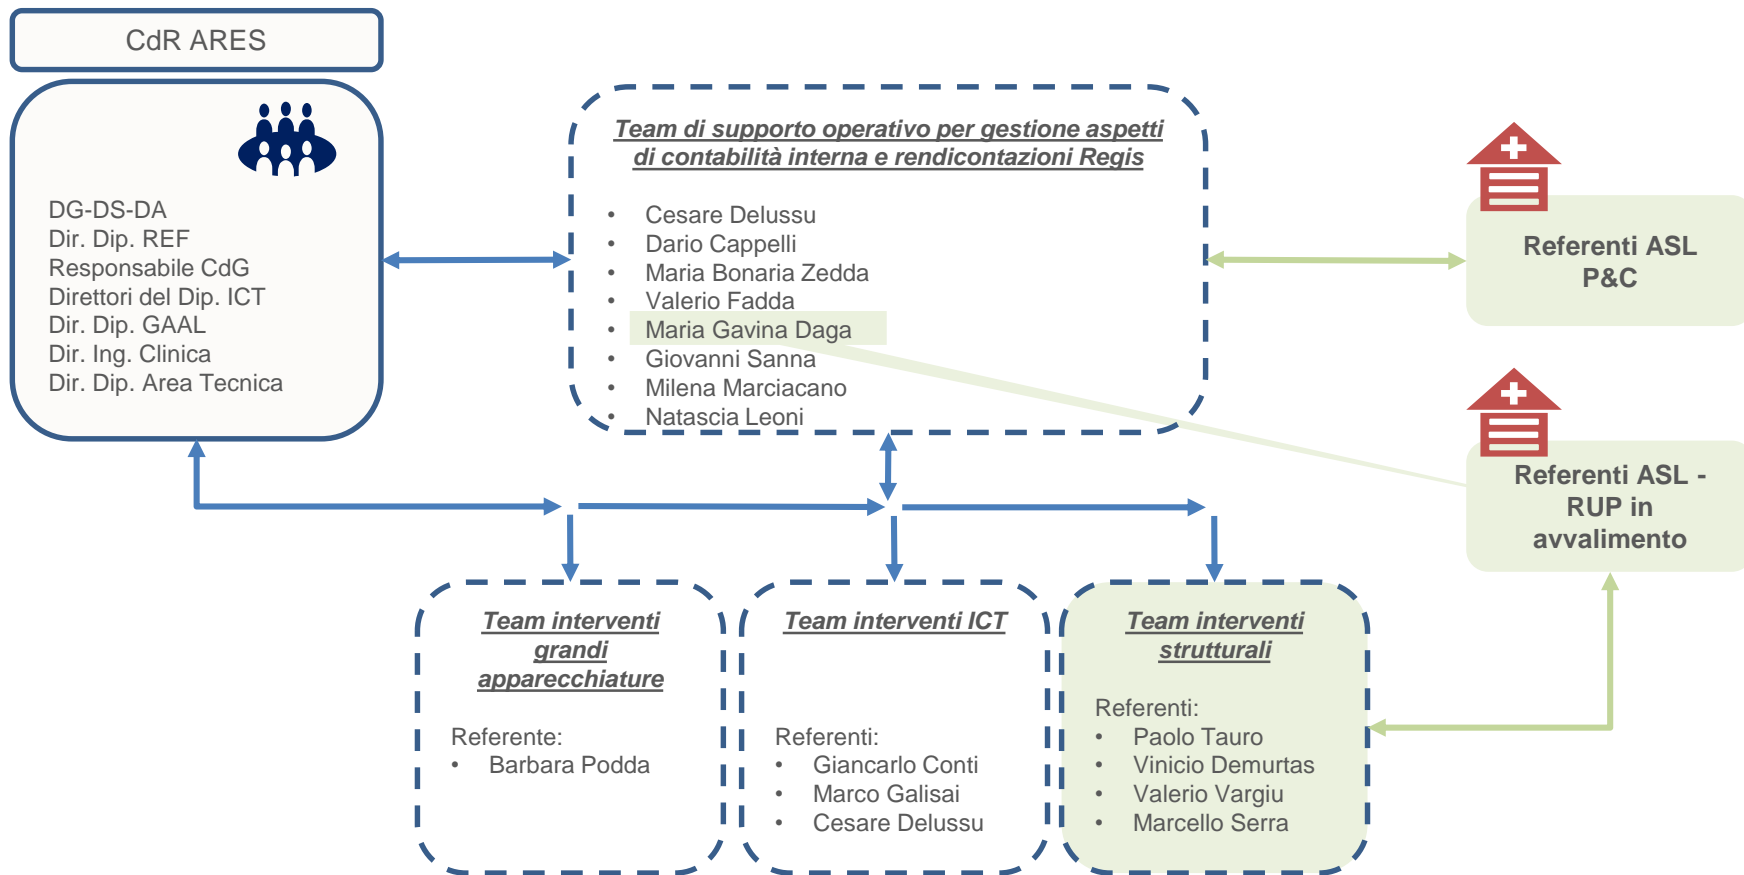 CdR ARES
DG-DS-DA
Dir. Dip. REF
Responsabile CdG
Direttori del Dip. ICT
Dir. Dip. GAAL
Dir. Ing. Clinica
Dir. Dip. Area Tecnica
Team di supporto operativo per gestione aspetti
di contabilità interna e rendicontazioni Regis
• Cesare Delussu
• Dario Cappelli
• Maria Bonaria Zedda
• Valerio Fadda
• Maria Gavina Daga
• Giovanni Sanna
• Milena Marciacano
• Natascia Leoni
Referenti ASL
P&C
Referenti ASL -
RUP in
avvalimento
Team interventi
grandi
apparecchiature
Referente:
• Barbara Podda
Team interventi ICT
Referenti:
• Giancarlo Conti
• Marco Galisai
• Cesare Delussu
Team interventi
strutturali
Referenti:
• Paolo Tauro
• Vinicio Demurtas
• Valerio Vargiu
• Marcello Serra